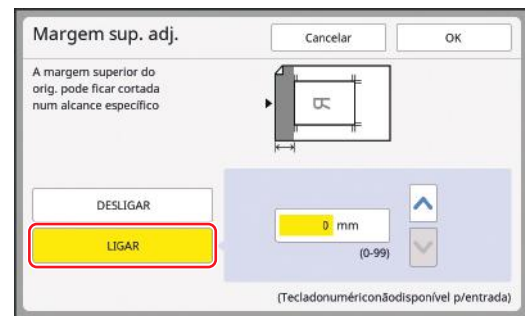 Margem sup. adj.
Cancelar
OK
A margem superior do
orig. pode ficar cortada
num alcance específico
R
DESLIGAR
LIGAR
0 mm
(0-99)
(Tecladonumériconãodisponível p/entrada)